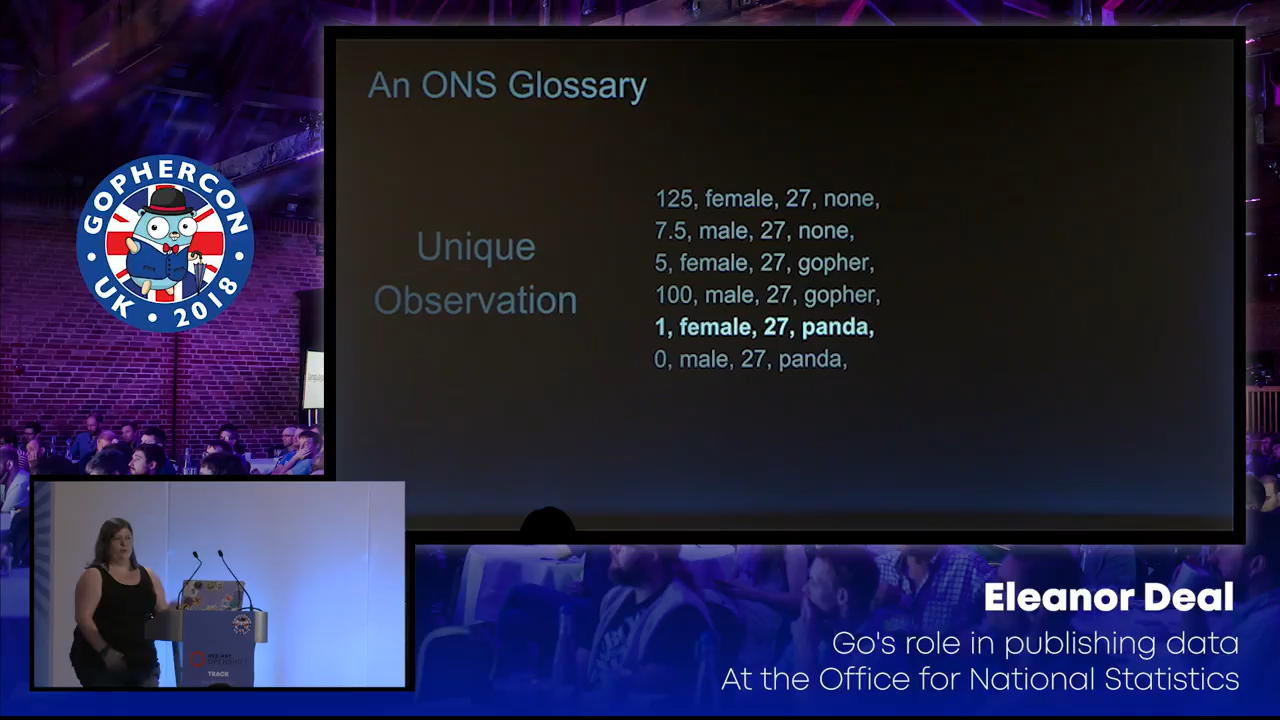 An ONS Glossary
Unique
Observation
125, female, 27, none,
7.5, male, 27, none,
5, female, 27, gopher,
100, male, 27, gopher,
1, female, 27, panda,
0, male, 27, panda,
GOPHERCON
UK • 2018
TRACK
Eleanor Deal
Go's role in publishing data
At the Office for National Statistics